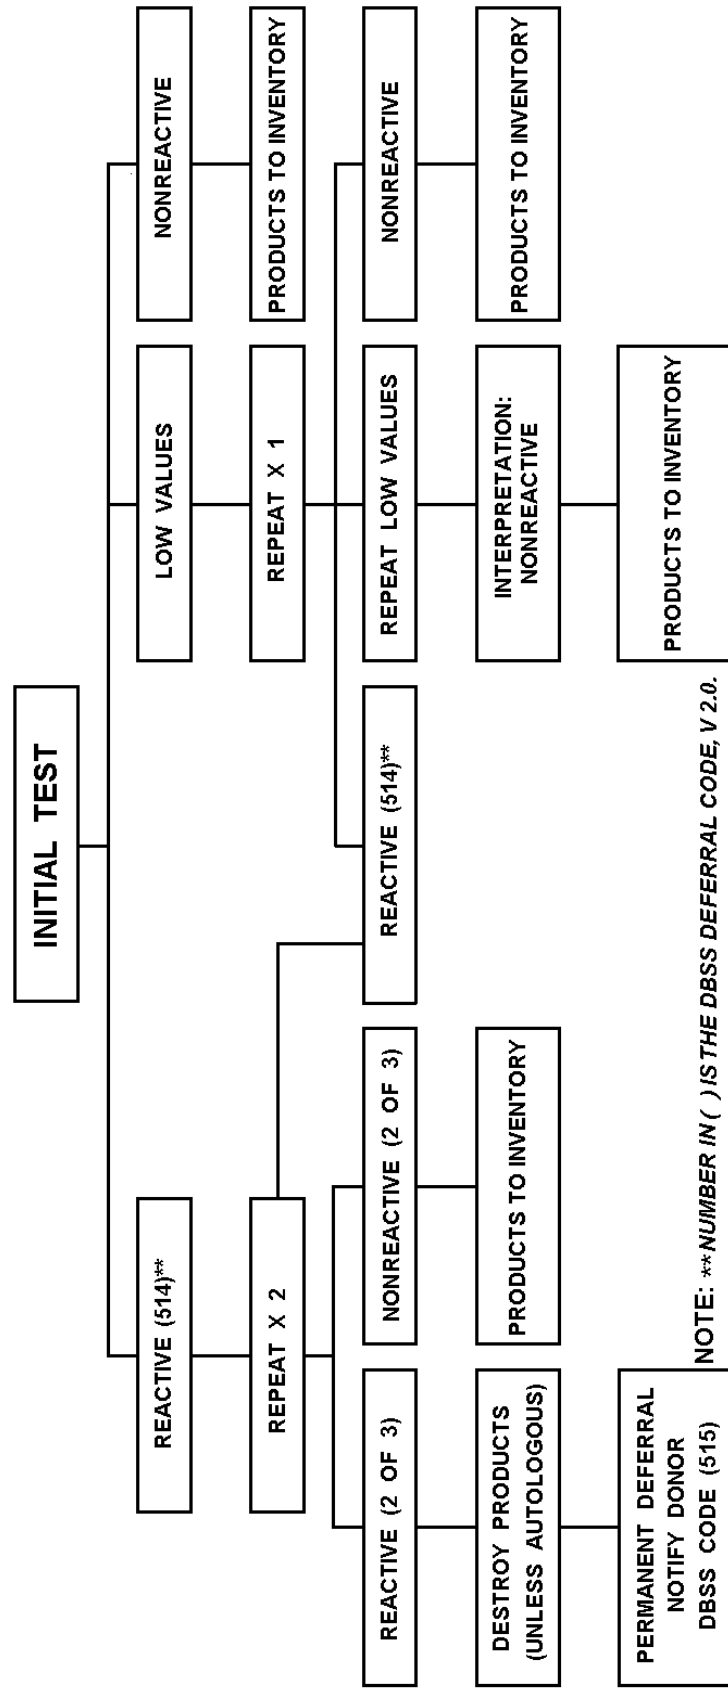 INITIAL TEST
REACTIVE (514)**
LOW VALUES
NONREACTIVE
REPEAT X 2
REPEAT X 1
PRODUCTS TO INVENTORY
REACTIVE (2 OF 3)
NONREACTIVE (2 OF 3)
REACTIVE (514)**
REPEAT LOW VALUES
NONREACTIVE
DESTROY PRODUCTS
(UNLESS AUTOLOGOUS)
PRODUCTS TO INVENTORY
INTERPRETATION:
NONREACTIVE
PRODUCTS TO INVENTORY
PERMANENT DEFERRAL
NOTIFY DONOR
DBSS CODE (515)
PRODUCTS TO INVENTORY
NOTE: **NUMBER IN ( ) IS THE DBSS DEFERRAL CODE, V 2.0.